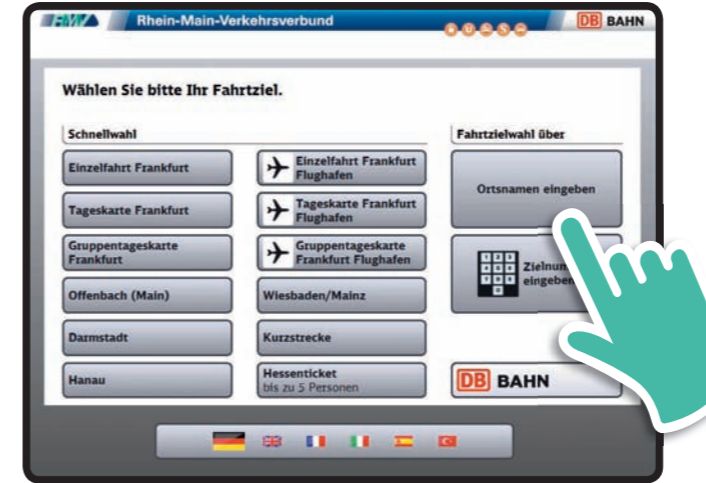 RMV
Rhein-Main-Verkehrsverbund
DB BAHN
Wählen Sie bitte Ihr Fahrtziel.
Schnellwahl
Fahrtzielwahl über
Einzelfahrt Frankfurt
Einzelfahrt Frankfurt
Flughafen
Ortsnamen eingeben
Tageskarte Frankfurt
Tageskarte Frankfurt
Flughafen
Gruppentageskarte
Frankfurt
Gruppentageskarte
Frankfurt Flughafen
Zielnum
eingeben
Offenbach (Main)
Wiesbaden/Mainz
Darmstadt
Kurzstrecke
Hanau
Hessenticket
bis zu 5 Personen
DB BAHN